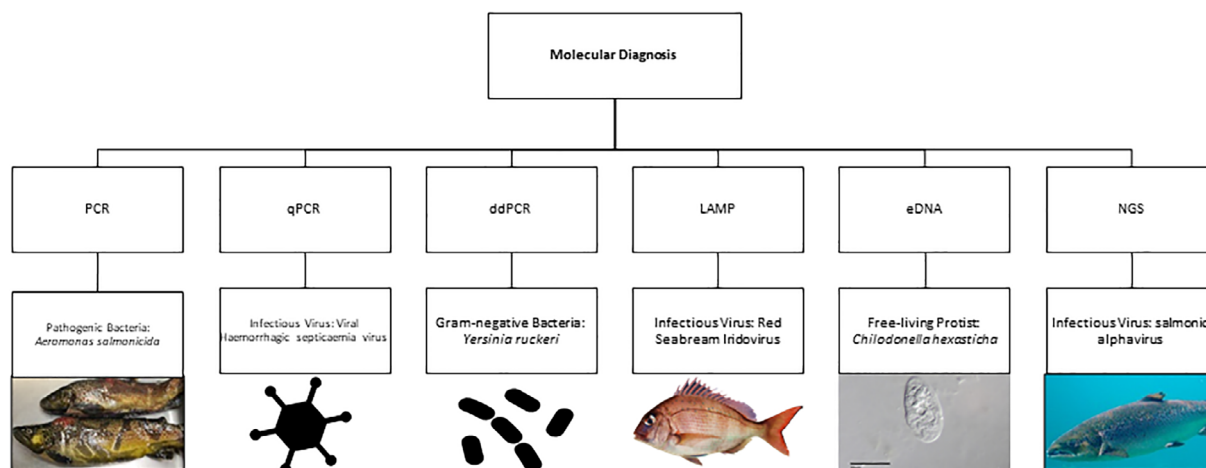 Molecular Diagnosis
PCR
qPCR
ddPCR
LAMP
eDNA
NGS
Pathogenic Bacteria:
Aeromonas salmonicida
Infectious Virus: Viral
Haemorrhagic septicaemia virus
Gram-negative Bacteria:
Yersinia ruckeri
Infectious Virus: Red
Seabream Iridovirus
Free-living Protist:
Chilodonella hexasticha
Infectious Virus: salmonid
alphavirus